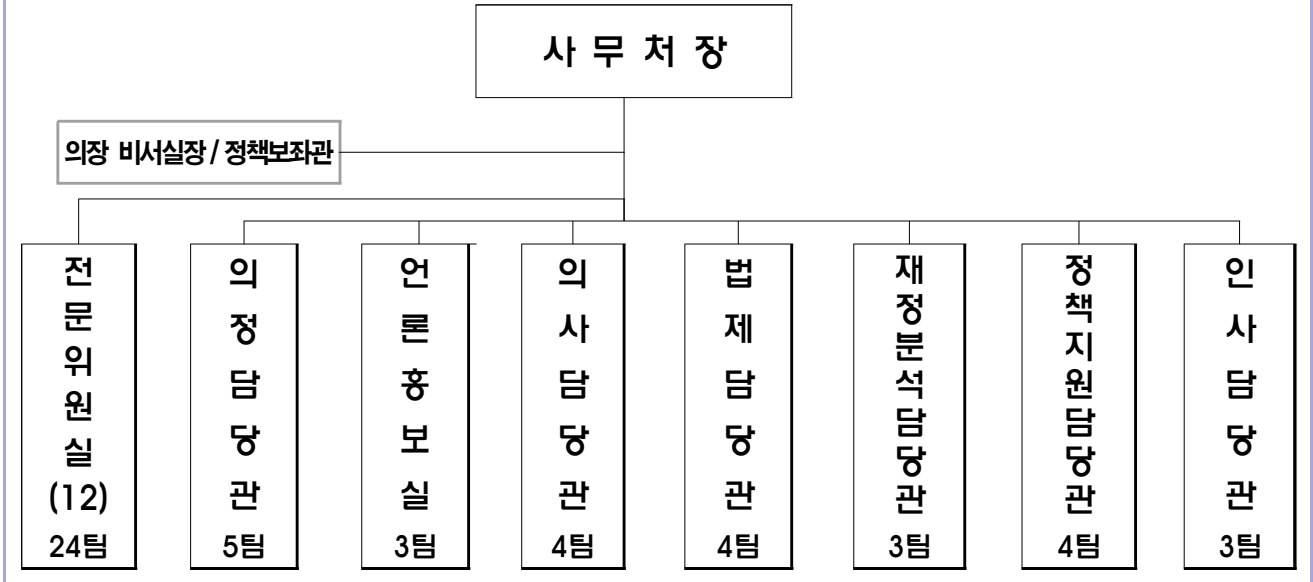 사 무 처 장
의장 비서실장 / 정책보좌관
전문위원실
(12)
24팀
의정담당관
5팀
언론홍보실
3팀
의사담당관
4팀
법제담당관
4팀
재정분석담당관
3팀
정책지원담당관
4팀
인사담당관
3팀